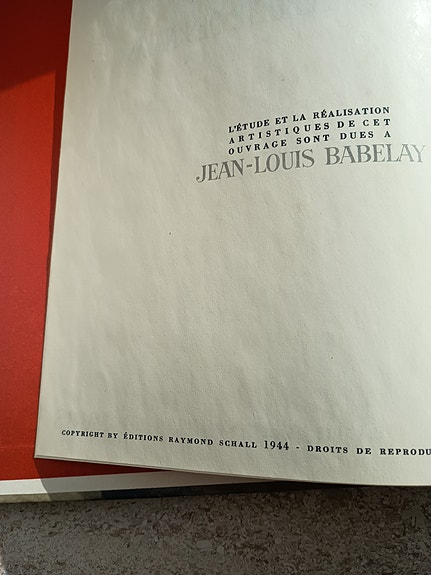 L'ÉTUDE ET LA RÉALISATION
ARTISTIQUES DE CET
OUVRAGE SONT DUES A
JEAN-LOUIS BABELAY
COPYRIGHT BY ÉDITIONS RAYMOND SCHALL 1944 - DROITS DE REPRODU